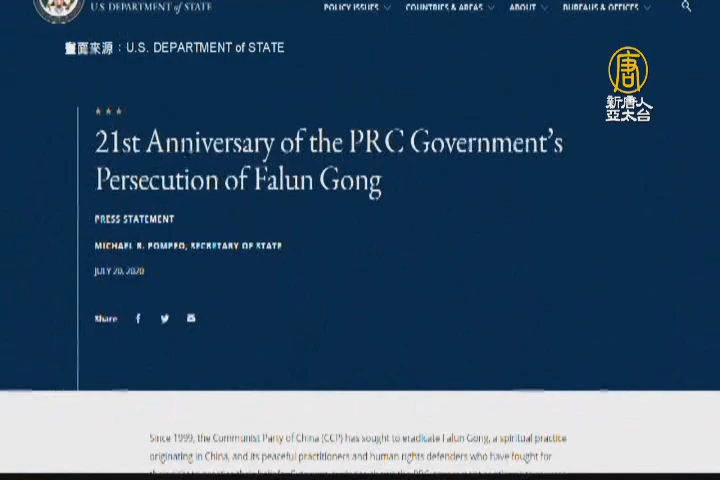 U.S. DEPARTMENT of STATE
POLICY ISSUES COUNTRIES & AREAS ABOUT BUREAUS & OFFICES
畫面來源：U.S. DEPARTMENT of STATE
唐
新唐人
亞太台
21st Anniversary of the PRC Government’s
Persecution of Falun Gong
PRESS STATEMENT
MICHAEL R. POMPEO, SECRETARY OF STATE
JULY 20, 2020
Share
Since 1999, the Communist Party of China (CCP) has sought to eradicate Falun Gong, a spiritual practice
originating in China, and its peaceful practitioners and human rights defenders who have fought for